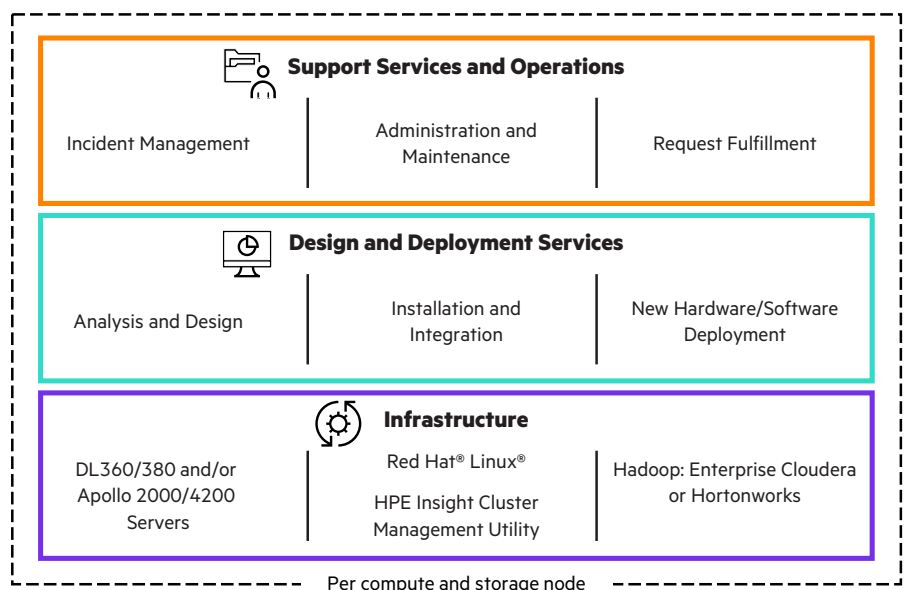 Support Services and Operations
Incident Management
Administration and
Maintenance
Request Fulfillment
Design and Deployment Services
Analysis and Design
Installation and
Integration
New Hardware/Software
Deployment
Infrastructure
DL360/380 and/or
Apollo 2000/4200
Servers
Red Hat® Linux®
HPE Insight Cluster
Management Utility
Hadoop: Enterprise Cloudera
or Hortonworks
Per compute and storage node